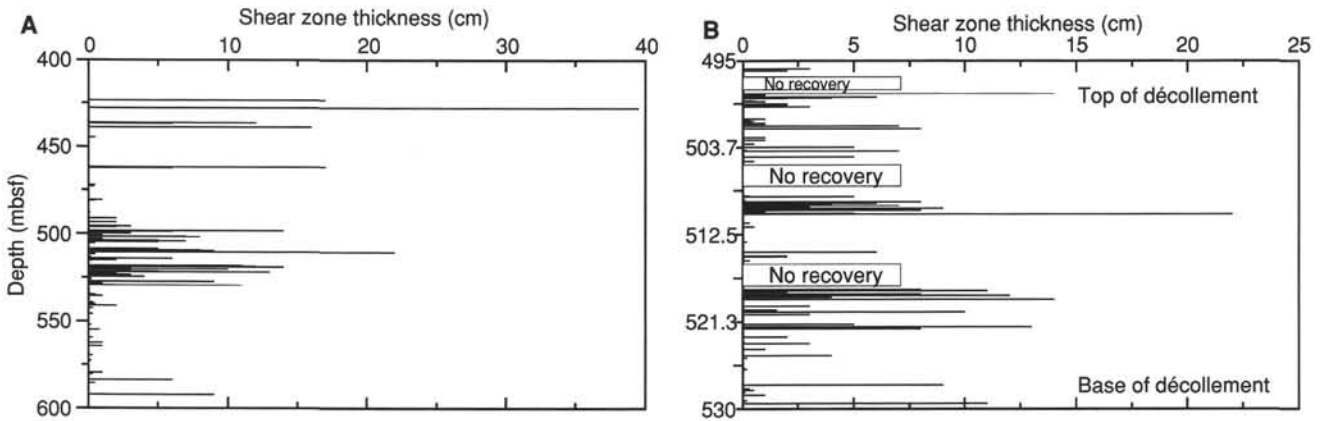 A
Shear zone thickness (cm)
0 10 20 30 40
400
450
500
550
600
Depth (mbsf)
B
Shear zone thickness (cm)
0 5 10 15 20 25
495
No recovery
Top of décollement
503.7
No recovery
512.5
No recovery
521.3
Base of décollement
530